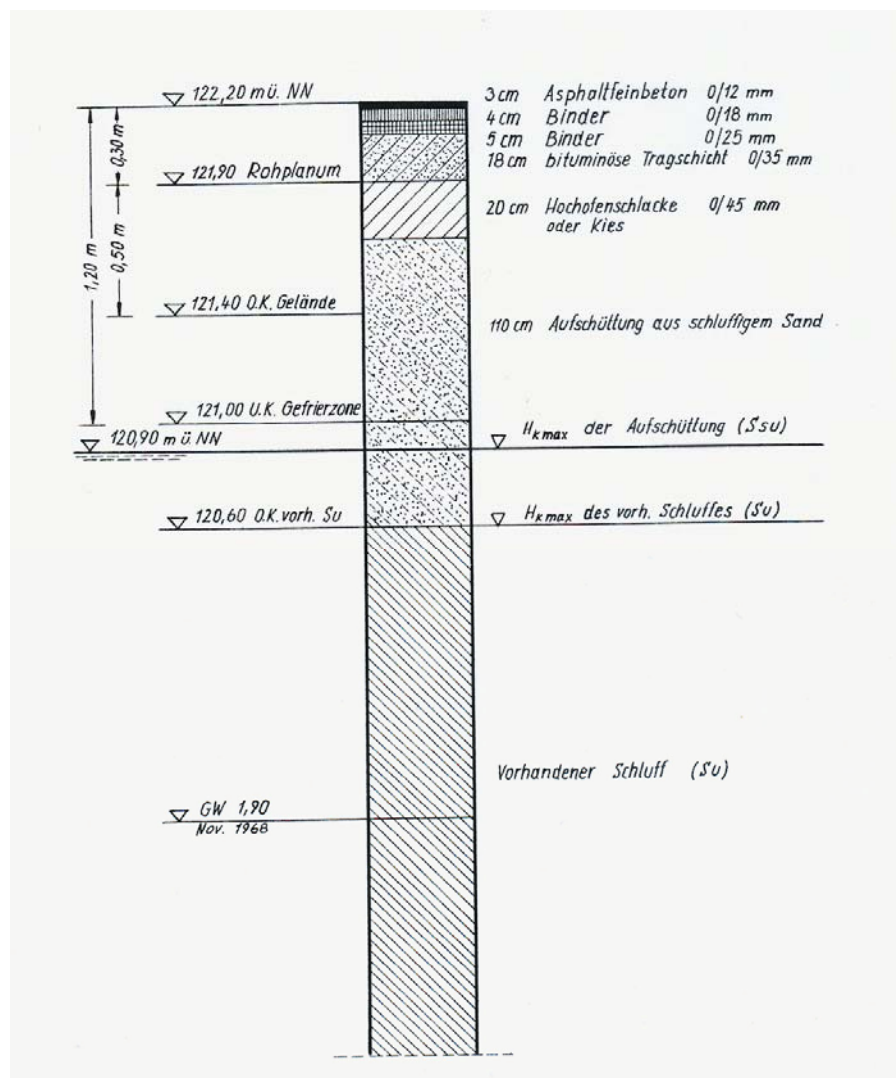 122,20 m ü. NN
3 cm Asphaltfeinbeton 0/12 mm
4 cm Binder 0/18 mm
5 cm Binder 0/25 mm
18 cm bituminöse Tragschicht 0/35 mm
0,30 m
121,90 Rohplanum
20 cm Hochofenschlacke 0/45 mm
oder Kies
0,50 m
1,20 m
121,40 O.K. Gelände
110 cm Aufschüttung aus schluffigem Sand
121,00 U.K. Gefrierzone
120,90 m ü NN
Hk max der Aufschüttung (Ssu)
120,60 O.K. vorh. Su
Hk max des vorh. Schluffes (Su)
Vorhandener Schluff (Su)
GW 1,90
Nov. 1968